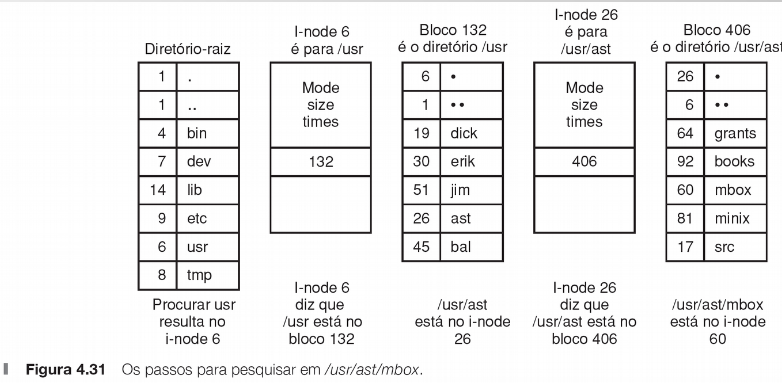 Diretório-raiz
1 .
1 ..
4 bin
7 dev
14 lib
9 etc
6 usr
8 tmp
Procurar usr
resulta no
i-node 6
I-node 6
é para /usr
Mode
size
times
132
I-node 6
diz que
/usr está no
bloco 132
Bloco 132
é o diretório /usr
6 •
1 ••
19 dick
30 erik
51 jim
26 ast
45 bal
/usr/ast
está no i-node
26
I-node 26
é para
/usr/ast
Mode
size
times
406
I-node 26
diz que
/usr/ast está no
bloco 406
Bloco 406
é o diretório /usr/ast
26 •
6 ••
64 grants
92 books
60 mbox
81 minix
17 src
/usr/ast/mbox
está no i-node
60
Figura 4.31 Os passos para pesquisar em /usr/ast/mbox.